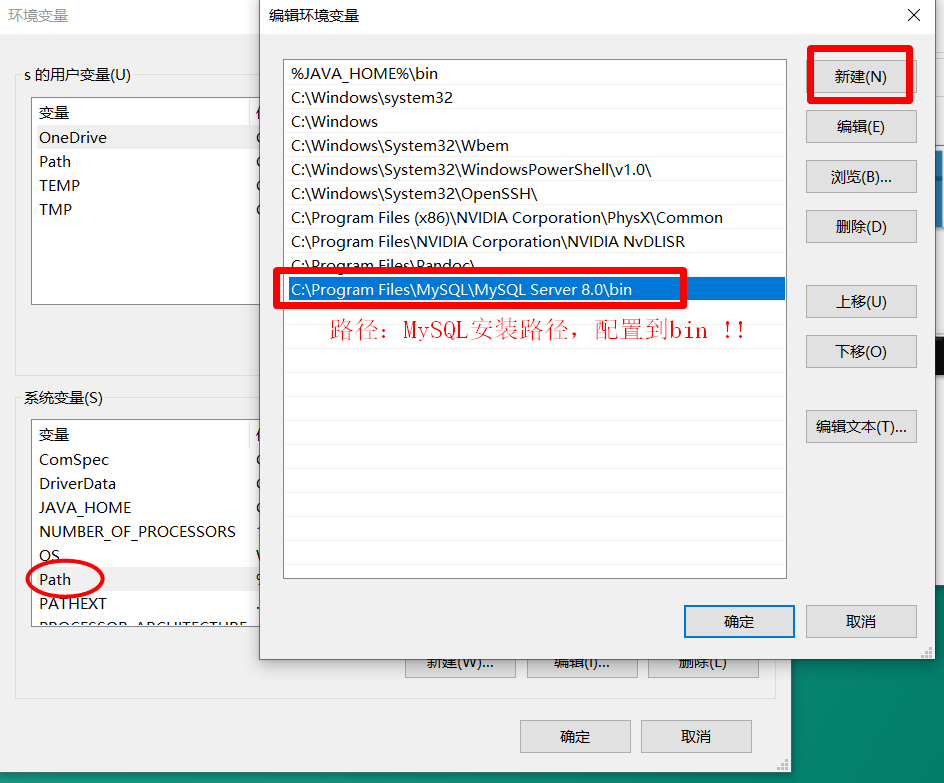 环境变量
s 的用户变量(U)
变量
OneDrive
Path
TEMP
TMP
系统变量(S)
变量
ComSpec
DriverData
JAVA_HOME
NUMBER_OF_PROCESSORS
OS
Path
PATHEXT
PROCESSOR_ARCHITECTURE
新建(W)...
编辑(I)...
删除(L)
确定
取消
编辑环境变量
%JAVA_HOME%\bin
C:\Windows\system32
C:\Windows
C:\Windows\System32\Wbem
C:\Windows\System32\WindowsPowerShell\v1.0\
C:\Windows\System32\OpenSSH\
C:\Program Files (x86)\NVIDIA Corporation\PhysX\Common
C:\Program Files\NVIDIA Corporation\NVIDIA NvDLISR
C:\Program Files\Pandoc\
C:\Program Files\MySQL\MySQL Server 8.0\bin
路径：MySQL安装路径，配置到bin !!
新建(N)
编辑(E)
浏览(B)...
删除(D)
上移(U)
下移(O)
编辑文本(T)...
确定
取消